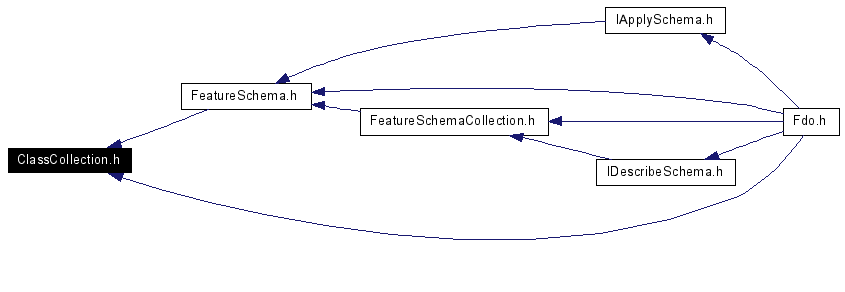 IApplySchema.h
FeatureSchema.h
FeatureSchemaCollection.h
Fdo.h
ClassCollection.h
IDescribeSchema.h